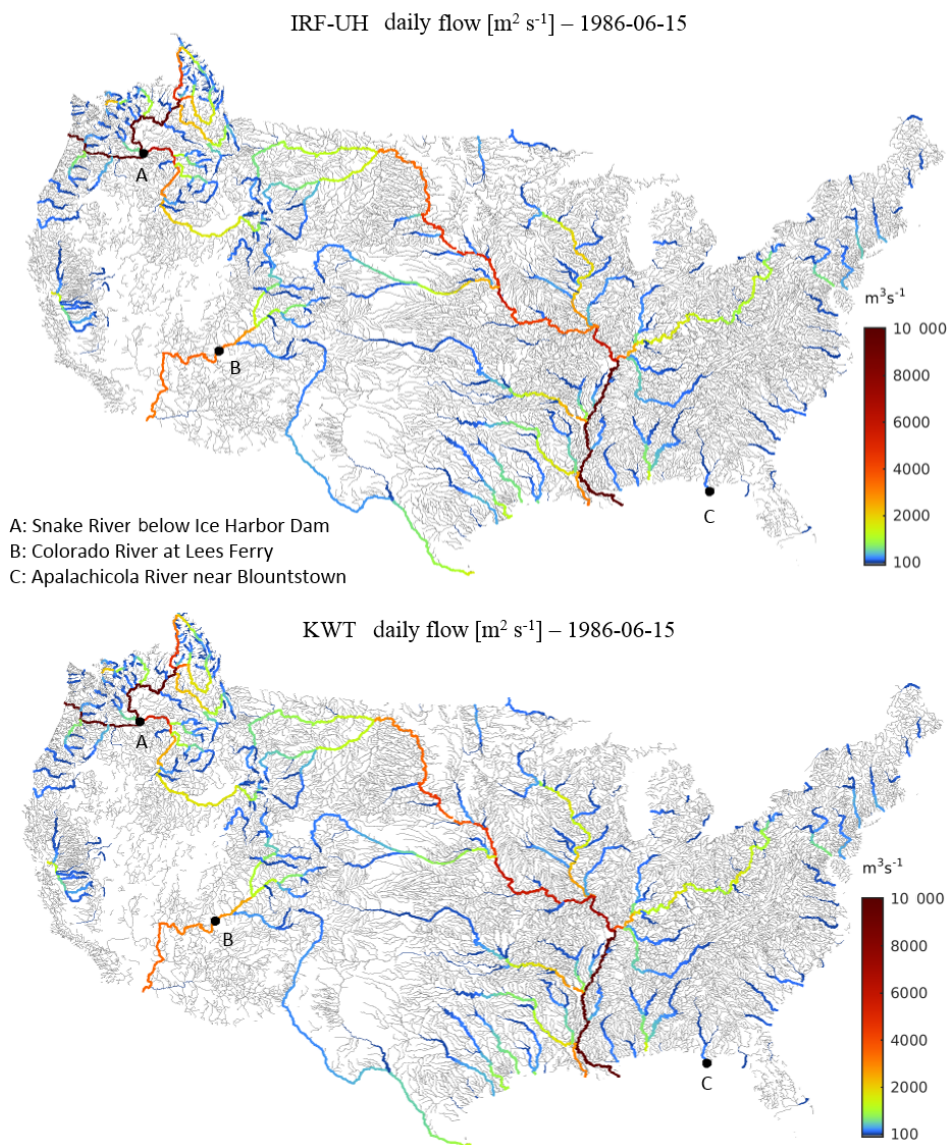 IRF-UH daily flow [m² s⁻¹] – 1986-06-15
A
B
C
m³s⁻¹
10 000
8000
6000
4000
2000
100
A: Snake River below Ice Harbor Dam
B: Colorado River at Lees Ferry
C: Apalachicola River near Blountstown
KWT daily flow [m² s⁻¹] – 1986-06-15
A
B
C
m³s⁻¹
10 000
8000
6000
4000
2000
100